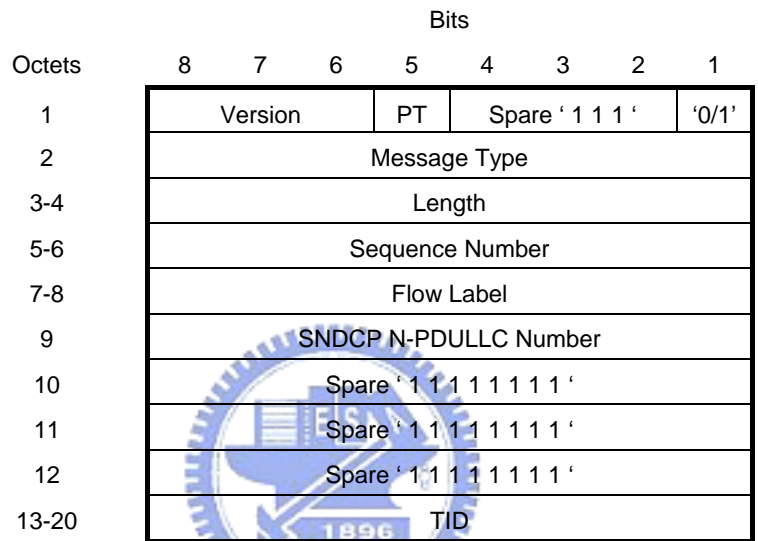 Bits
Octets 8 7 6 5 4 3 2 1
1 Version PT Spare ‘ 1 1 1 ‘ ‘0/1’
2 Message Type
3-4 Length
5-6 Sequence Number
7-8 Flow Label
9 SNDCP N-PDULLC Number
10 Spare ‘ 1 1 1 1 1 1 1 1 ‘
11 Spare ‘ 1 1 1 1 1 1 1 1 ‘
12 Spare ‘ 1 1 1 1 1 1 1 1 ‘
13-20 TID
1896